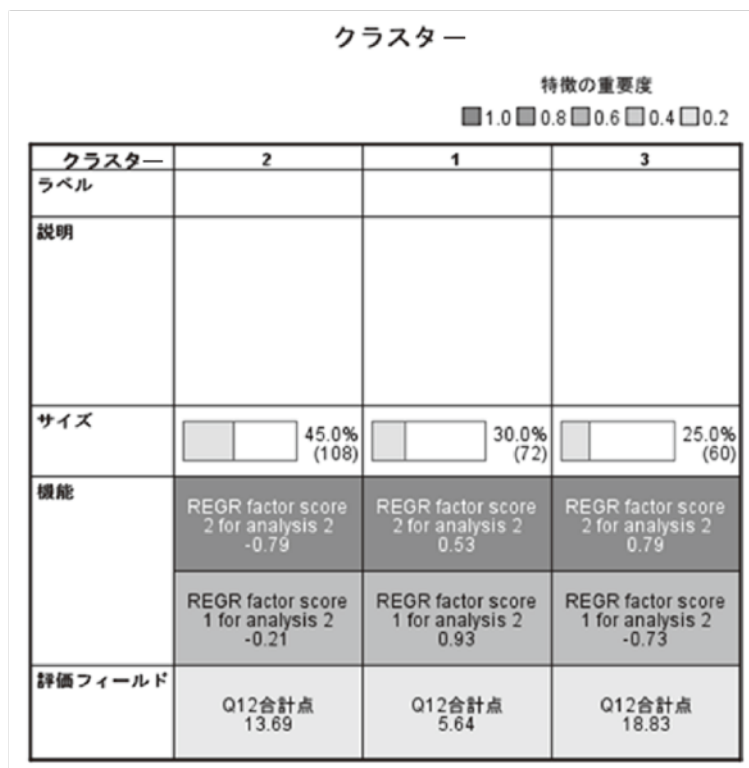 クラスター
特徴の重要度
1.0 0.8 0.6 0.4 0.2
クラスター 2 1 3
ラベル
説明
サイズ
45.0% 30.0% 25.0%
(108) (72) (60)
機能
REGR factor score REGR factor score REGR factor score
2 for analysis 2 2 for analysis 2 2 for analysis 2
-0.79 0.53 0.79
REGR factor score REGR factor score REGR factor score
1 for analysis 2 1 for analysis 2 1 for analysis 2
-0.21 0.93 -0.73
評価フィールド
Q12合計点 Q12合計点 Q12合計点
13.69 5.64 18.83